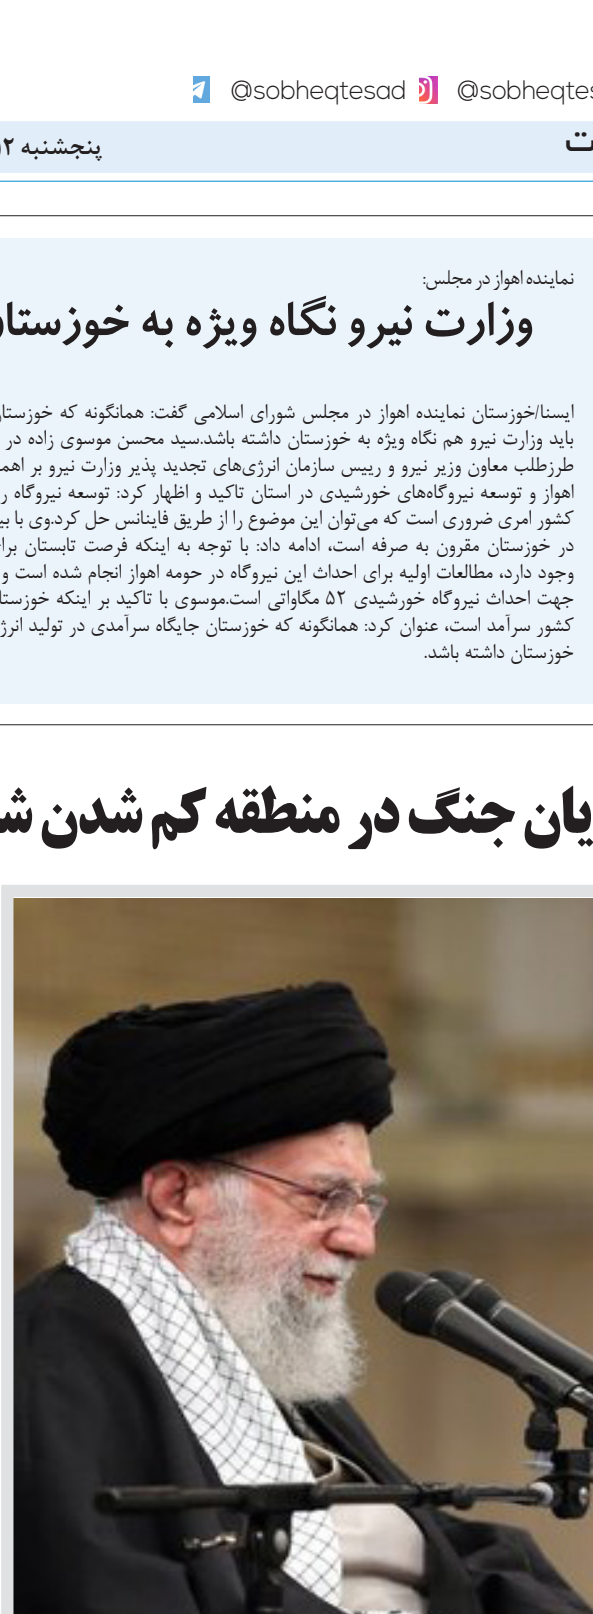 @sobheqtesad @sobheqtes
پنجشنبه ۱۲
نماینده اهواز در مجلس:
وزارت نیرو نگاه ویژه به خوزستان
ایسنا/خوزستان نماینده اهواز در مجلس شورای اسلامی گفت: همانگونه که خوزستان
باید وزارت نیرو هم نگاه ویژه به خوزستان داشته باشد.سید محسن موسوی زاده در
طرزطلب معاون وزیر نیرو و رییس سازمان انرژی‌های تجدید پذیر وزارت نیرو بر اهم
اهواز و توسعه نیروگاه‌های خورشیدی در استان تاکید و اظهار کرد: توسعه نیروگاه ر
کشور امری ضروری است که می‌توان این موضوع را از طریق فاینانس حل کرد.وی با بی
در خوزستان مقرون به صرفه است، ادامه داد: با توجه به اینکه فرصت تابستان برا
وجود دارد، مطالعات اولیه برای احداث این نیروگاه در حومه اهواز انجام شده است و
جهت احداث نیروگاه خورشیدی ۵۲ مگاواتی است.موسوی با تاکید بر اینکه خوزستا
کشور سرآمد است، عنوان کرد: همانگونه که خوزستان جایگاه سرآمدی در تولید انرژ
خوزستان داشته باشد.
یان جنگ در منطقه کم شدن ش